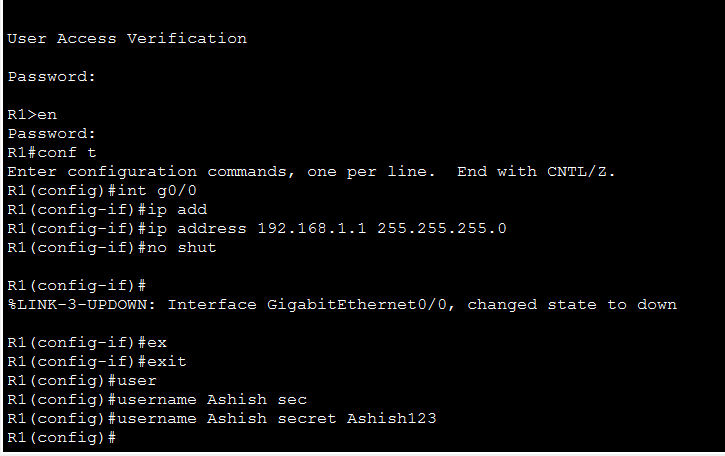 User Access Verification
Password:
R1>en
Password:
R1#conf t
Enter configuration commands, one per line.  End with CNTL/Z.
R1(config)#int g0/0
R1(config-if)#ip add
R1(config-if)#ip address 192.168.1.1 255.255.255.0
R1(config-if)#no shut
R1(config-if)#
%LINK-3-UPDOWN: Interface GigabitEthernet0/0, changed state to down
R1(config-if)#ex
R1(config-if)#exit
R1(config)#user
R1(config)#username Ashish sec
R1(config)#username Ashish secret Ashish123
R1(config)#